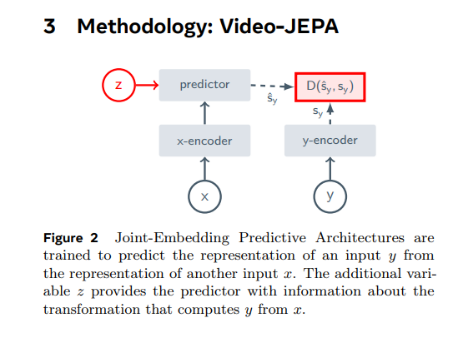 3 Methodology: Video-JEPA
z
predictor
ŝy
D(ŝy, sy)
sy
x-encoder
y-encoder
x
y
Figure 2 Joint-Embedding Predictive Architectures are
trained to predict the representation of an input y from
the representation of another input x. The additional vari-
able z provides the predictor with information about the
transformation that computes y from x.